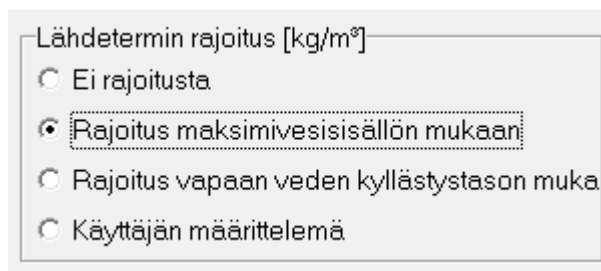 Lähdetermin rajoitus [kg/m³]
Ei rajoitusta
Rajoitus maksimivesisisällön mukaan
Rajoitus vapaan veden kyllästystason muka
Käyttäjän määrittelemä